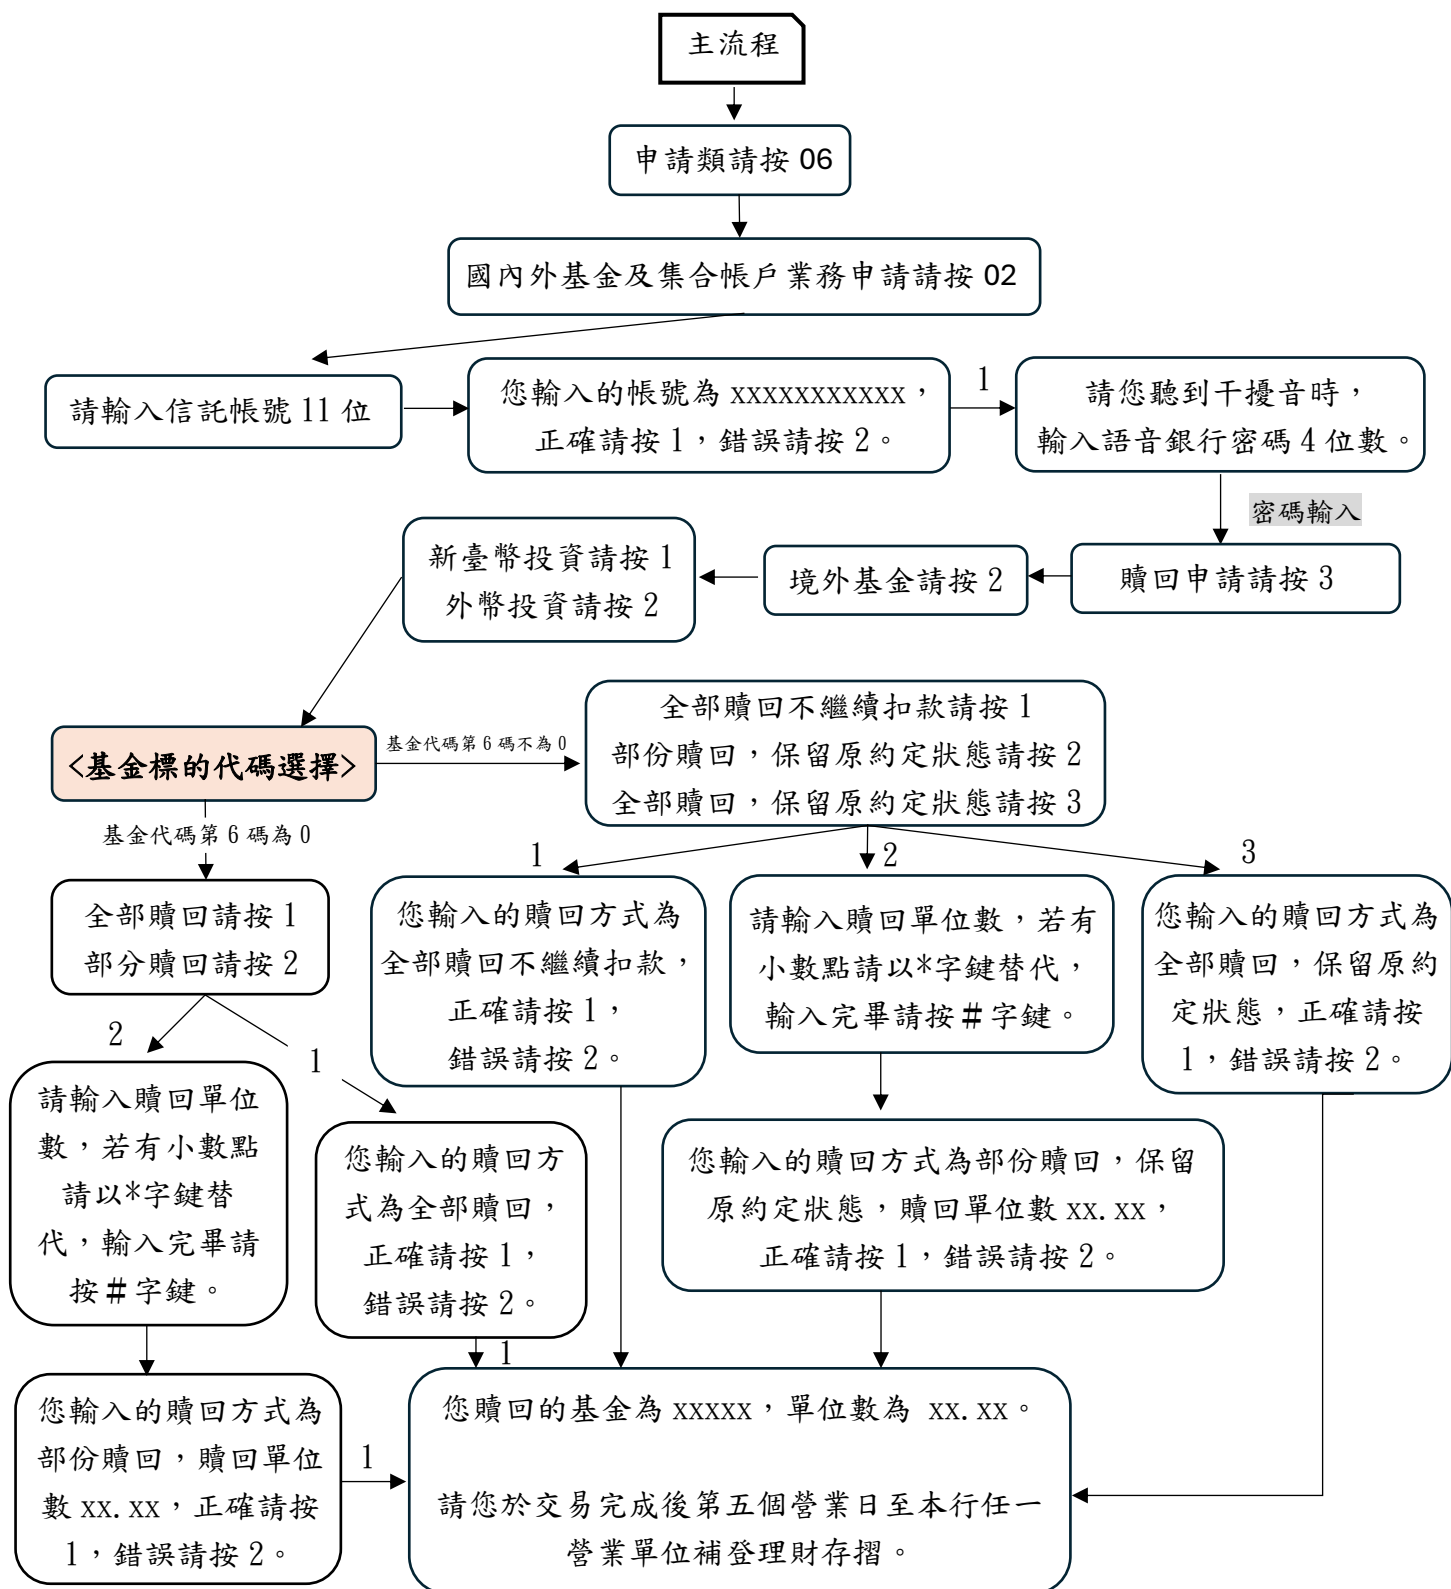 主流程
申請類請按 06
國內外基金及集合帳戶業務申請請按 02
請輸入信託帳號 11 位
您輸入的帳號為 xxxxxxxxxxx，
正確請按 1，錯誤請按 2。
1
請您聽到干擾音時，
輸入語音銀行密碼 4 位數。
密碼輸入
贖回申請請按 3
境外基金請按 2
新臺幣投資請按 1
外幣投資請按 2
<基金標的代碼選擇>
基金代碼第 6 碼不為 0
全部贖回不繼續扣款請按 1
部份贖回，保留原約定狀態請按 2
全部贖回，保留原約定狀態請按 3
基金代碼第 6 碼為 0
全部贖回請按 1
部分贖回請按 2
1
2
3
您輸入的贖回方式為
全部贖回不繼續扣款，
正確請按 1，
錯誤請按 2。
請輸入贖回單位數，若有
小數點請以*字鍵替代，
輸入完畢請按＃字鍵。
您輸入的贖回方式為
全部贖回，保留原約
定狀態，正確請按
1，錯誤請按 2。
2
1
請輸入贖回單位
數，若有小數點
請以*字鍵替
代，輸入完畢請
按＃字鍵。
您輸入的贖回方
式為全部贖回，
正確請按 1，
錯誤請按 2。
您輸入的贖回方式為部份贖回，保留
原約定狀態，贖回單位數 xx.xx，
正確請按 1，錯誤請按 2。
1
您輸入的贖回方式為
部份贖回，贖回單位
數 xx.xx，正確請按
1，錯誤請按 2。
1
您贖回的基金為 xxxxx，單位數為 xx.xx。
請您於交易完成後第五個營業日至本行任一
營業單位補登理財存摺。